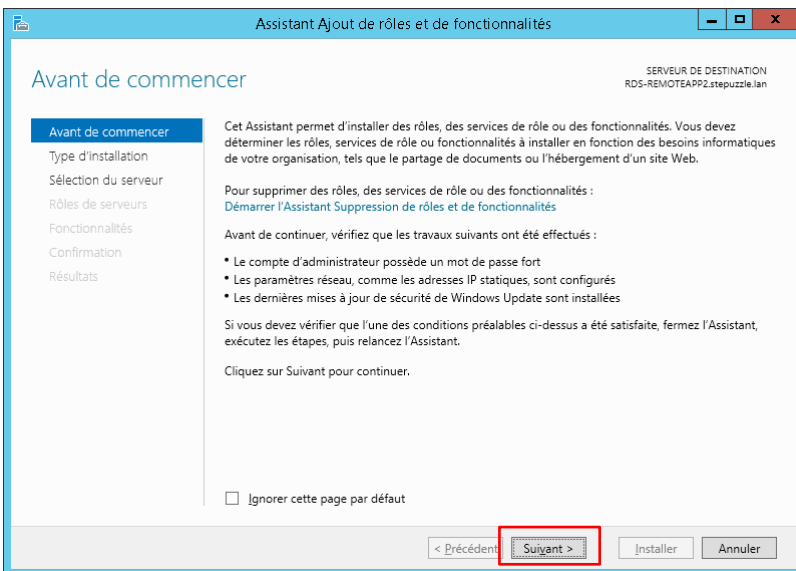 Assistant Ajout de rôles et de fonctionnalités
Avant de commencer
SERVEUR DE DESTINATION
RDS-REMOTEAPP2.stepuzzle.lan
Avant de commencer
Type d'installation
Sélection du serveur
Rôles de serveurs
Fonctionnalités
Confirmation
Résultats
Cet Assistant permet d'installer des rôles, des services de rôle ou des fonctionnalités. Vous devez
déterminer les rôles, services de rôle ou fonctionnalités à installer en fonction des besoins informatiques
de votre organisation, tels que le partage de documents ou l'hébergement d'un site Web.
Pour supprimer des rôles, des services de rôle ou des fonctionnalités :
Démarrer l'Assistant Suppression de rôles et de fonctionnalités
Avant de continuer, vérifiez que les travaux suivants ont été effectués :
• Le compte d'administrateur possède un mot de passe fort
• Les paramètres réseau, comme les adresses IP statiques, sont configurés
• Les dernières mises à jour de sécurité de Windows Update sont installées
Si vous devez vérifier que l'une des conditions préalables ci-dessus a été satisfaite, fermez l'Assistant,
exécutez les étapes, puis relancez l'Assistant.
Cliquez sur Suivant pour continuer.
Ignorer cette page par défaut
< Précédent
Suivant >
Installer
Annuler